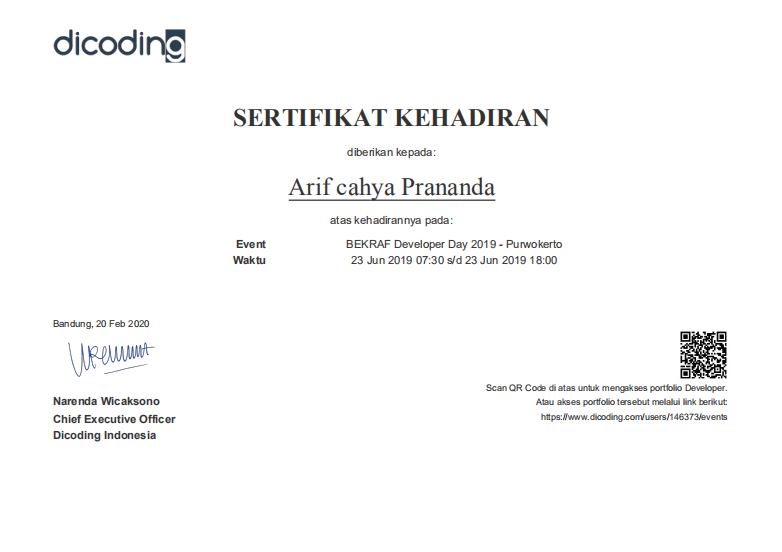 dicoding
SERTIFIKAT KEHADIRAN
diberikan kepada:
Arif cahya Prananda
atas kehadirannya pada:
Event BEKRAF Developer Day 2019 - Purwokerto
Waktu 23 Jun 2019 07:30 s/d 23 Jun 2019 18:00
Bandung, 20 Feb 2020
Narenda Wicaksono
Chief Executive Officer
Dicoding Indonesia
Scan QR Code di atas untuk mengakses portfolio Developer.
Atau akses portfolio tersebut melalui link berikut:
https://www.dicoding.com/users/146373/events